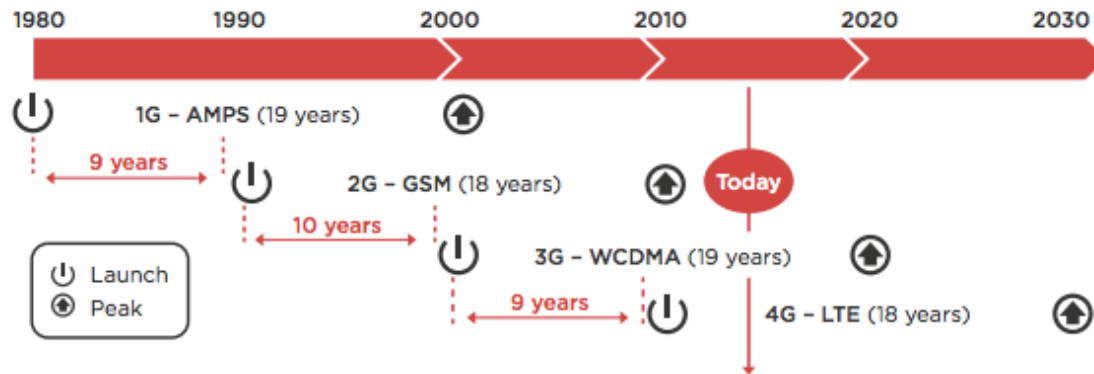 1980 1990 2000 2010 2020 2030
1G – AMPS (19 years)
9 years
Today
2G – GSM (18 years)
10 years
Launch
3G – WCDMA (19 years)
Peak
9 years
4G – LTE (18 years)